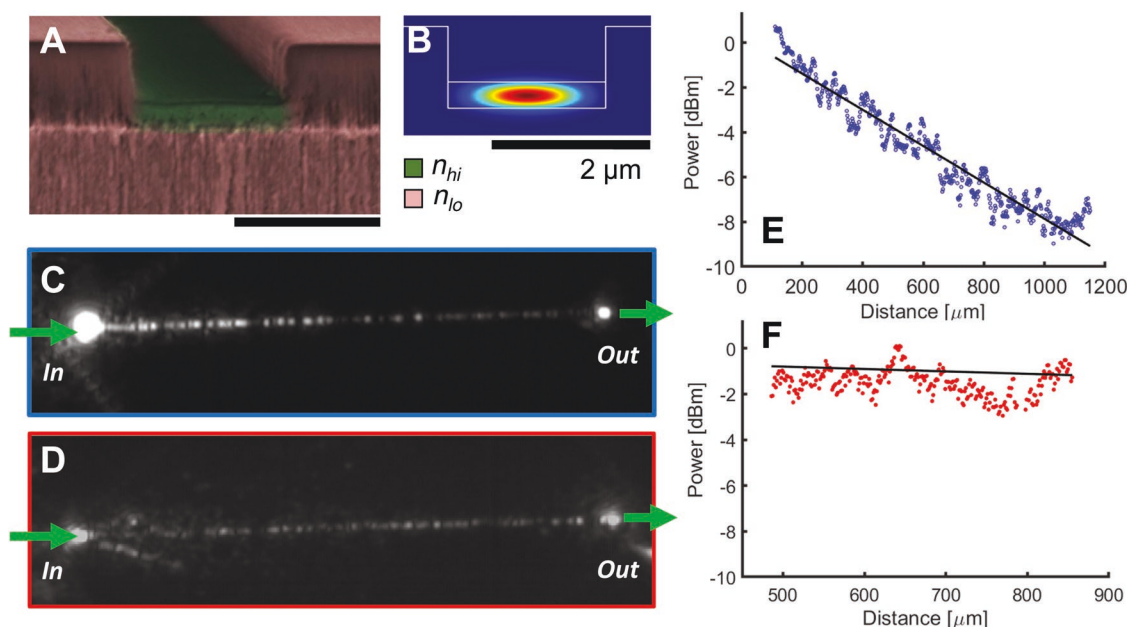 A
B
n_hi
n_lo
2 μm
C
In
Out
D
In
Out
Power [dBm]
0
-2
-4
-6
-8
-10
E
0 200 400 600 800 1000 1200
Distance [μm]
F
Power [dBm]
0
-2
-4
-6
-8
-10
500 600 700 800 900
Distance [μm]